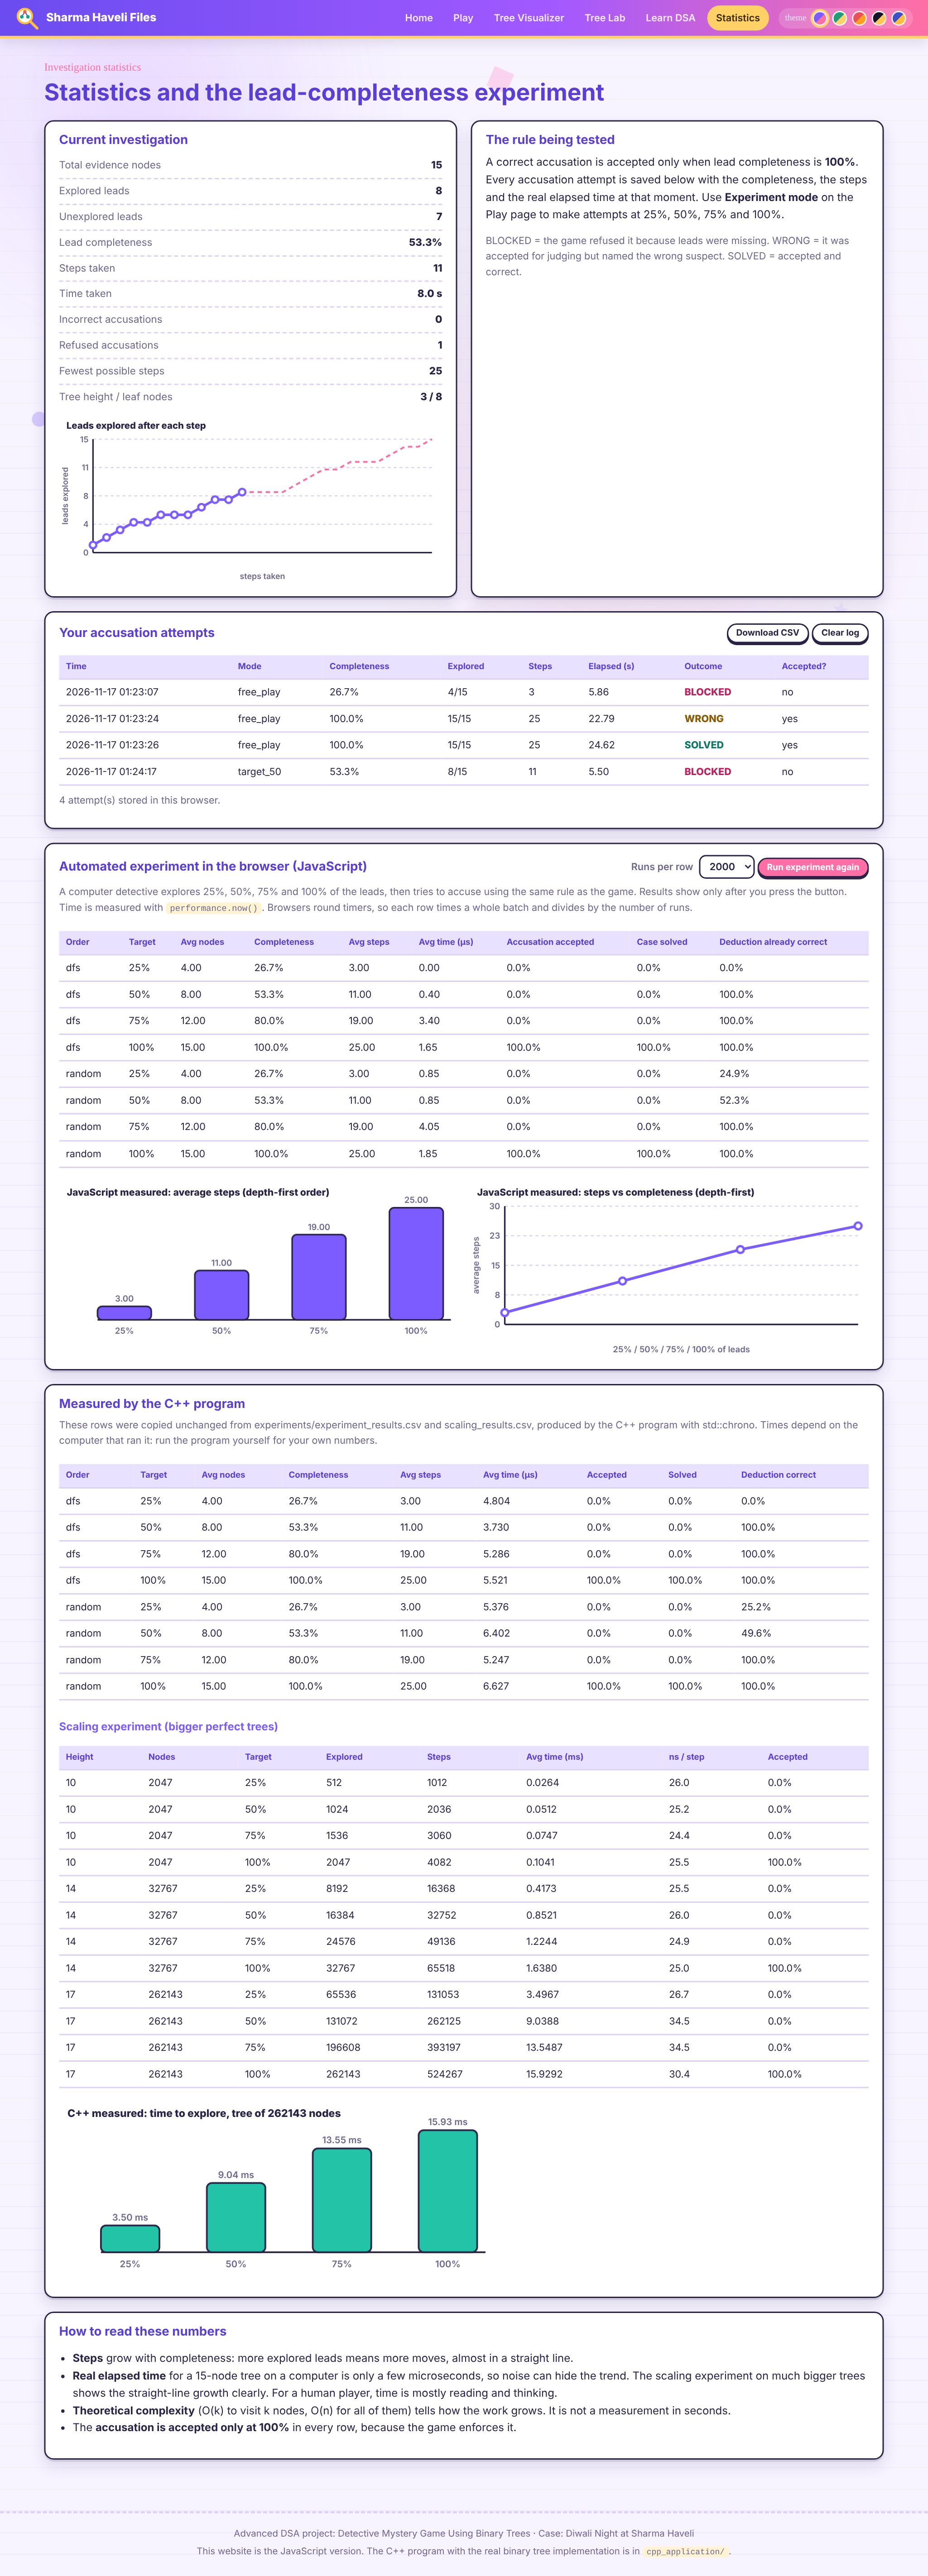 Sharma Haveli Files
Home Play Tree Visualizer Tree Lab Learn DSA Statistics theme
Investigation statistics
Statistics and the lead-completeness experiment
Current investigation
Total evidence nodes 15
Explored leads 8
Unexplored leads 7
Lead completeness 53.3%
Steps taken 11
Time taken 8.0 s
Incorrect accusations 0
Refused accusations 1
Fewest possible steps 25
Tree height / leaf nodes 3 / 8
Leads explored after each step
15
11
8
4
0
leads explored
steps taken
The rule being tested
A correct accusation is accepted only when lead completeness is 100%.
Every accusation attempt is saved below with the completeness, the steps
and the real elapsed time at that moment. Use Experiment mode on the
Play page to make attempts at 25%, 50%, 75% and 100%.
BLOCKED = the game refused it because leads were missing. WRONG = it was
accepted for judging but named the wrong suspect. SOLVED = accepted and
correct.
Your accusation attempts
Download CSV Clear log
Time Mode Completeness Explored Steps Elapsed (s) Outcome Accepted?
2026-11-17 01:23:07 free_play 26.7% 4/15 3 5.86 BLOCKED no
2026-11-17 01:23:24 free_play 100.0% 15/15 25 22.79 WRONG yes
2026-11-17 01:23:26 free_play 100.0% 15/15 25 24.62 SOLVED yes
2026-11-17 01:24:17 target_50 53.3% 8/15 11 5.50 BLOCKED no
4 attempt(s) stored in this browser.
Automated experiment in the browser (JavaScript)
Runs per row 2000 Run experiment again
A computer detective explores 25%, 50%, 75% and 100% of the leads, then tries to accuse using the same rule as the game. Results show only after you press the button.
Time is measured with performance.now(). Browsers round timers, so each row times a whole batch and divides by the number of runs.
Order Target Avg nodes Completeness Avg steps Avg time (µs) Accusation accepted Case solved Deduction already correct
dfs 25% 4.00 26.7% 3.00 0.00 0.0% 0.0% 0.0%
dfs 50% 8.00 53.3% 11.00 0.40 0.0% 0.0% 100.0%
dfs 75% 12.00 80.0% 19.00 3.40 0.0% 0.0% 100.0%
dfs 100% 15.00 100.0% 25.00 1.65 100.0% 100.0% 100.0%
random 25% 4.00 26.7% 3.00 0.85 0.0% 0.0% 24.9%
random 50% 8.00 53.3% 11.00 0.85 0.0% 0.0% 52.3%
random 75% 12.00 80.0% 19.00 4.05 0.0% 0.0% 100.0%
random 100% 15.00 100.0% 25.00 1.85 100.0% 100.0% 100.0%
JavaScript measured: average steps (depth-first order)
3.00
11.00
19.00
25.00
25% 50% 75% 100%
JavaScript measured: steps vs completeness (depth-first)
30
23
15
8
0
average steps
25% / 50% / 75% / 100% of leads
Measured by the C++ program
These rows were copied unchanged from experiments/experiment_results.csv and scaling_results.csv, produced by the C++ program with std::chrono. Times depend on the
computer that ran it: run the program yourself for your own numbers.
Order Target Avg nodes Completeness Avg steps Avg time (µs) Accepted Solved Deduction correct
dfs 25% 4.00 26.7% 3.00 4.804 0.0% 0.0% 0.0%
dfs 50% 8.00 53.3% 11.00 3.730 0.0% 0.0% 100.0%
dfs 75% 12.00 80.0% 19.00 5.286 0.0% 0.0% 100.0%
dfs 100% 15.00 100.0% 25.00 5.521 100.0% 100.0% 100.0%
random 25% 4.00 26.7% 3.00 5.376 0.0% 0.0% 25.2%
random 50% 8.00 53.3% 11.00 6.402 0.0% 0.0% 49.6%
random 75% 12.00 80.0% 19.00 5.247 0.0% 0.0% 100.0%
random 100% 15.00 100.0% 25.00 6.627 100.0% 100.0% 100.0%
Scaling experiment (bigger perfect trees)
Height Nodes Target Explored Steps Avg time (ms) ns / step Accepted
10 2047 25% 512 1012 0.0264 26.0 0.0%
10 2047 50% 1024 2036 0.0512 25.2 0.0%
10 2047 75% 1536 3060 0.0747 24.4 0.0%
10 2047 100% 2047 4082 0.1041 25.5 100.0%
14 32767 25% 8192 16368 0.4173 25.5 0.0%
14 32767 50% 16384 32752 0.8521 26.0 0.0%
14 32767 75% 24576 49136 1.2244 24.9 0.0%
14 32767 100% 32767 65518 1.6380 25.0 100.0%
17 262143 25% 65536 131053 3.4967 26.7 0.0%
17 262143 50% 131072 262125 9.0388 34.5 0.0%
17 262143 75% 196608 393197 13.5487 34.5 0.0%
17 262143 100% 262143 524267 15.9292 30.4 100.0%
C++ measured: time to explore, tree of 262143 nodes
3.50 ms
9.04 ms
13.55 ms
15.93 ms
25% 50% 75% 100%
How to read these numbers
• Steps grow with completeness: more explored leads means more moves, almost in a straight line.
• Real elapsed time for a 15-node tree on a computer is only a few microseconds, so noise can hide the trend. The scaling experiment on much bigger trees
shows the straight-line growth clearly. For a human player, time is mostly reading and thinking.
• Theoretical complexity (O(k) to visit k nodes, O(n) for all of them) tells how the work grows. It is not a measurement in seconds.
• The accusation is accepted only at 100% in every row, because the game enforces it.
Advanced DSA project: Detective Mystery Game Using Binary Trees · Case: Diwali Night at Sharma Haveli
This website is the JavaScript version. The C++ program with the real binary tree implementation is in cpp_application/.